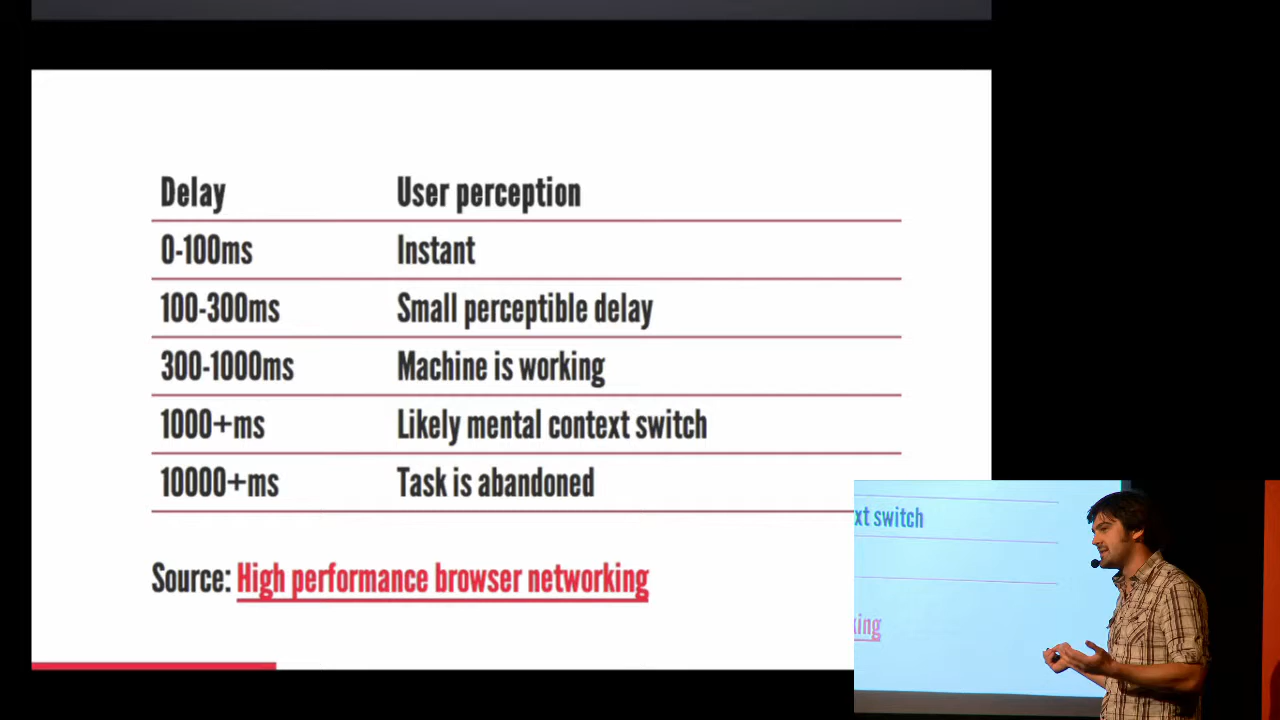 Delay User perception
0-100ms Instant
100-300ms Small perceptible delay
300-1000ms Machine is working
1000+ms Likely mental context switch
10000+ms Task is abandoned
Source: High performance browser networking
xt switch
king